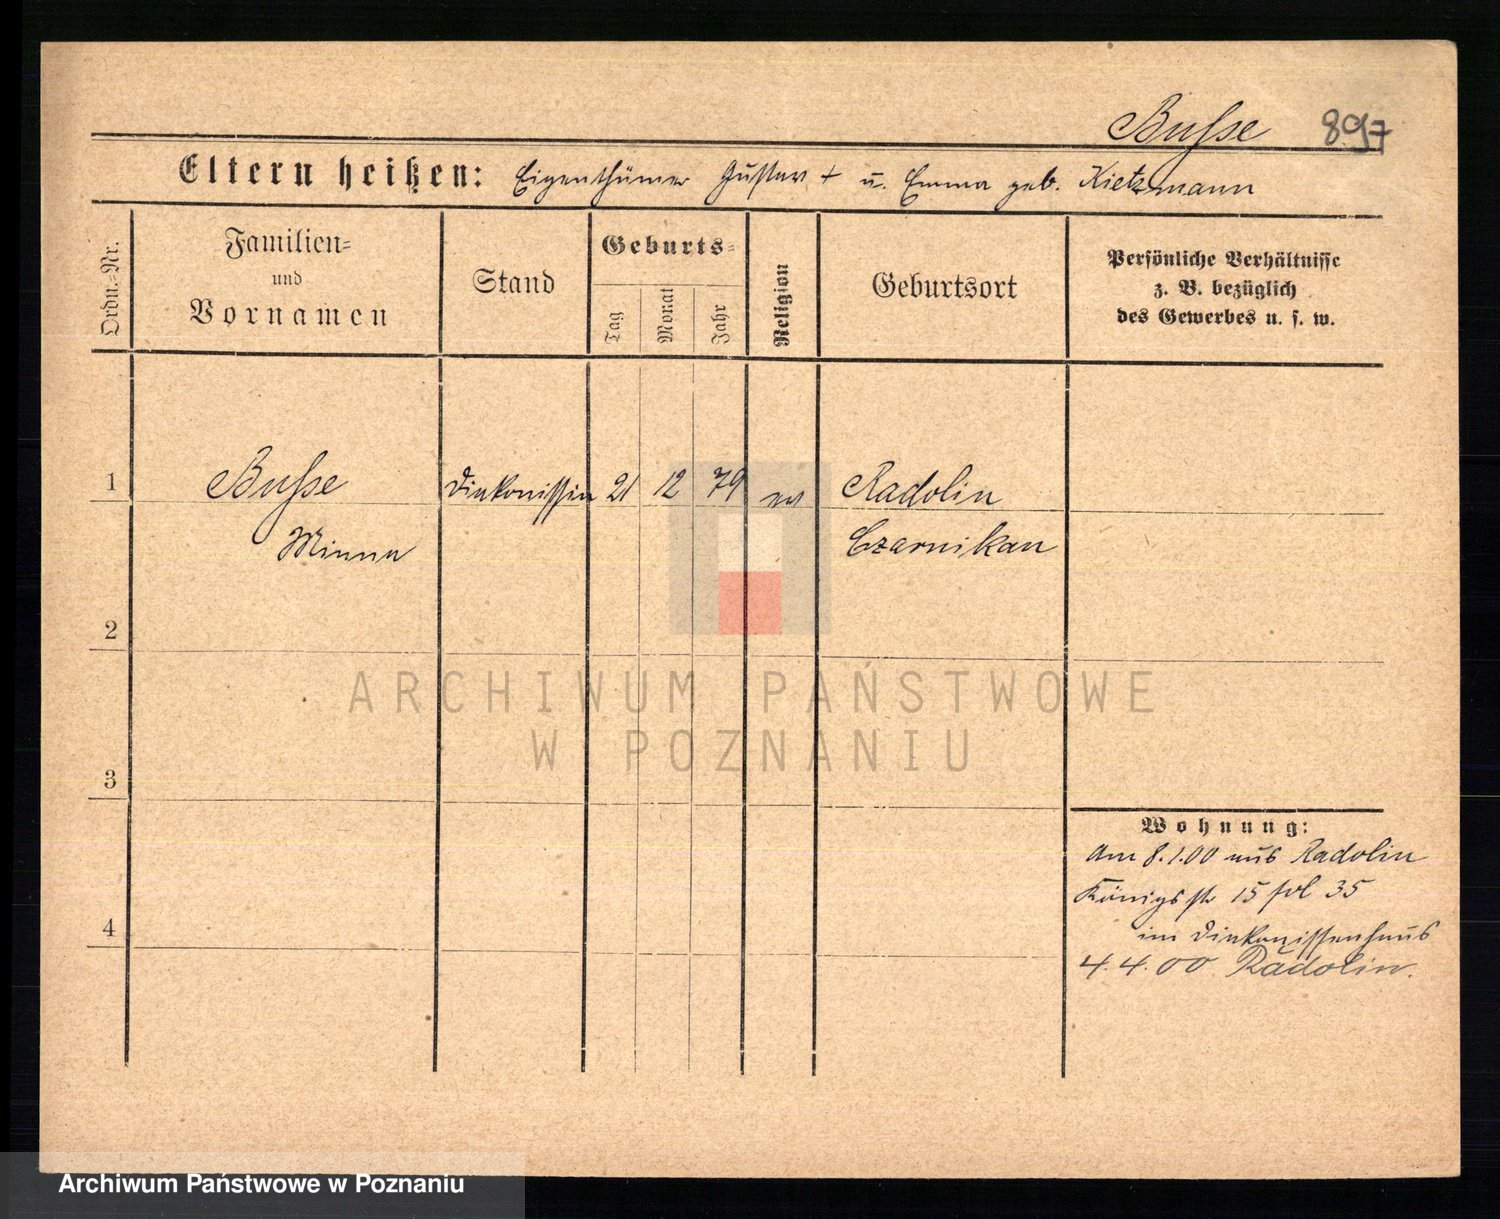 Busse 897
Eltern heißen: Eigenthümer Gustav + u. Emma geb. Kietzmann
Ordn.=Nr.
Familien=
und
Vornamen
Stand
Geburts=
Tag
Monat
Jahr
Religion
Geburtsort
Persönliche Verhältnisse
z. B. bezüglich
des Gewerbes u. s. w.
1 Busse Diakonissin 21 12 79 ev Radolin
Minna Czarnikau
2
3
4
Wohnung:
Am 8.1.00 aus Radolin
Königsstr 15 fol 35
im Diakonissenhaus
4.4.00 Radolin.
ARCHIWUM PAŃSTWOWE
W POZNANIU
Archiwum Państwowe w Poznaniu